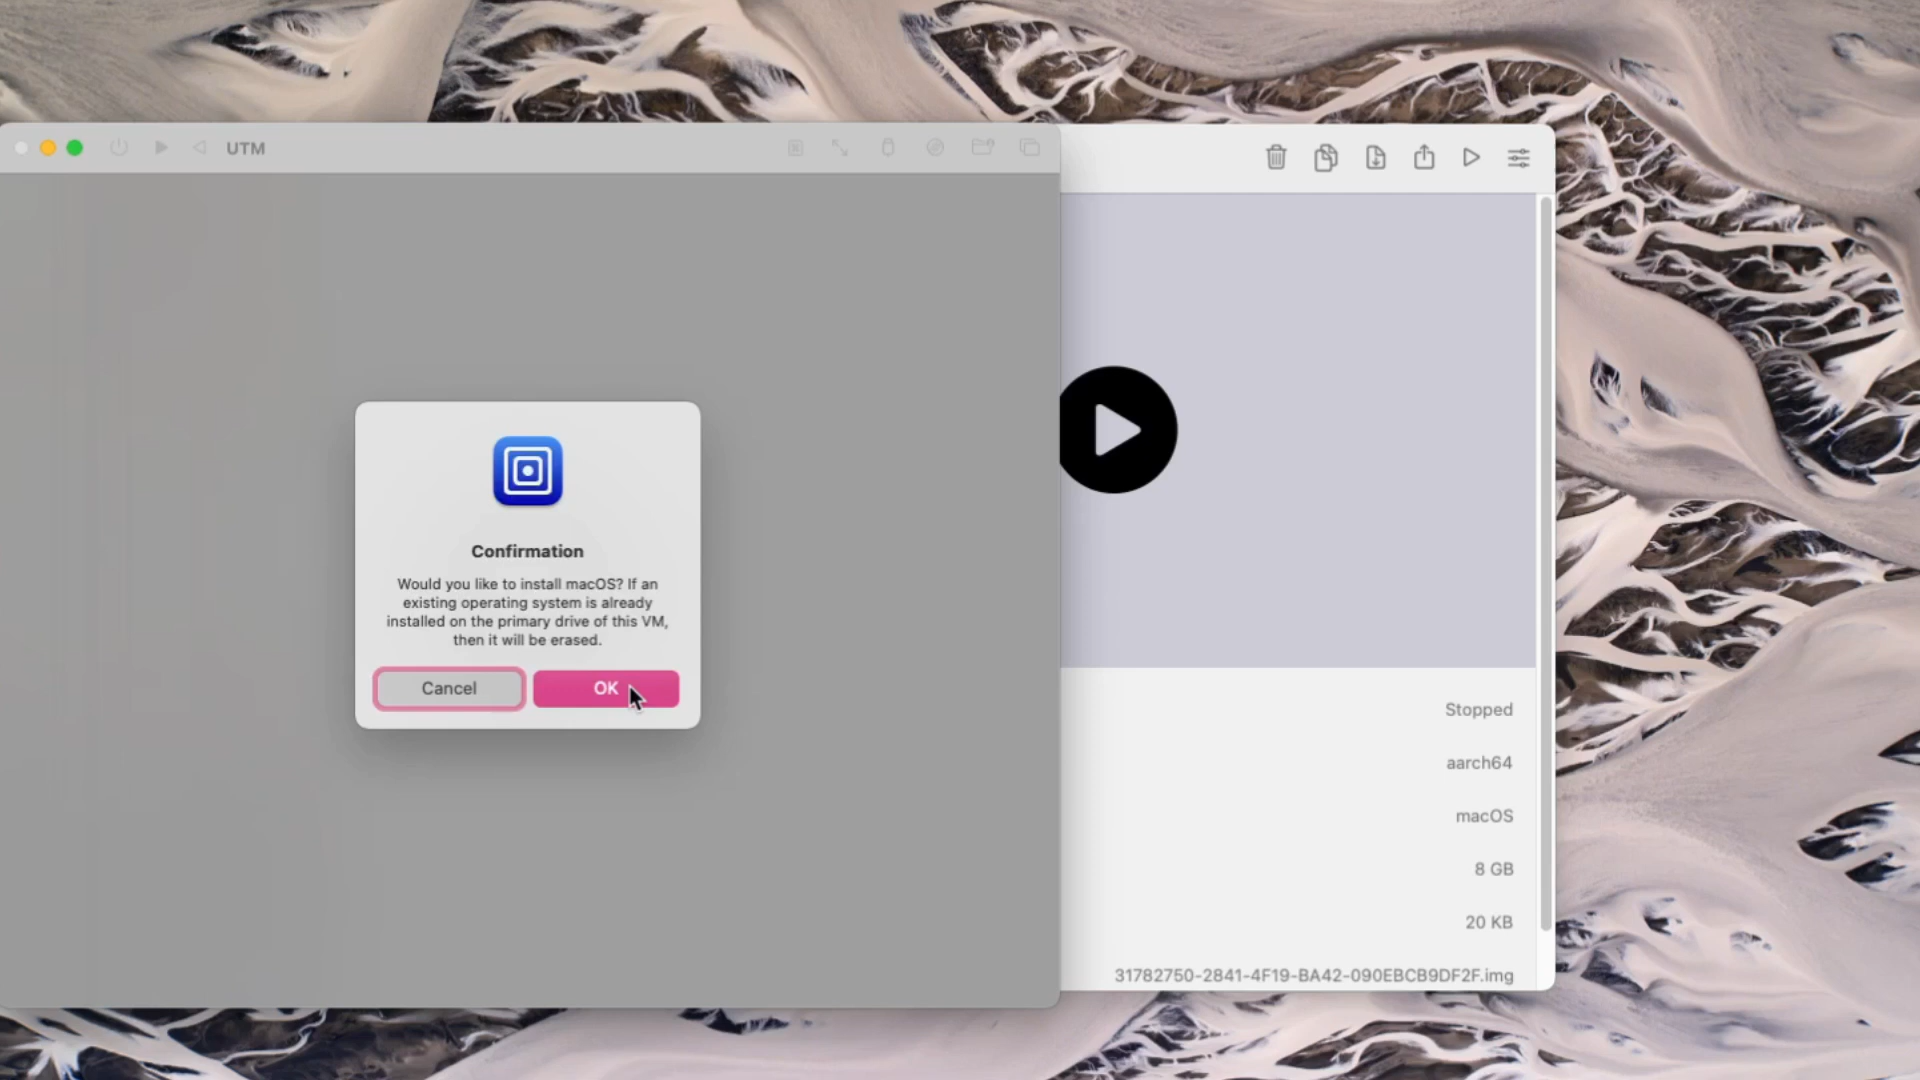 UTM
Confirmation
Would you like to install macOS? If an
existing operating system is already
installed on the primary drive of this VM,
then it will be erased.
Cancel
OK
Stopped
aarch64
macOS
8 GB
20 KB
31782750-2841-4F19-BA42-090EBCB9DF2F.img